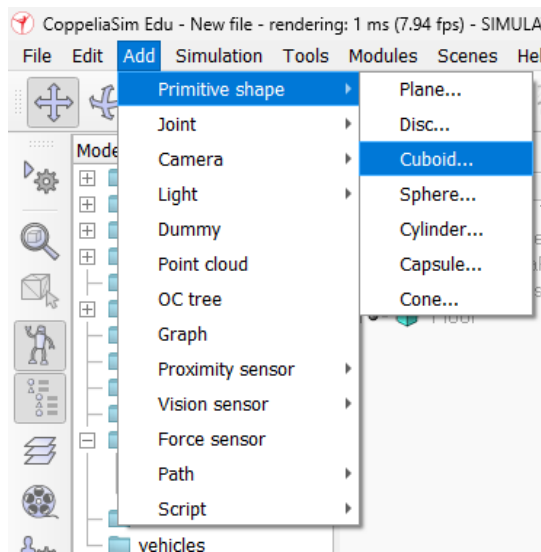 CoppeliaSim Edu - New file - rendering: 1 ms (7.94 fps) - SIMULA
File Edit Add Simulation Tools Modules Scenes Hel
Primitive shape
Joint
Camera
Light
Dummy
Point cloud
OC tree
Graph
Proximity sensor
Vision sensor
Force sensor
Path
Script
Plane...
Disc...
Cuboid...
Sphere...
Cylinder...
Capsule...
Cone...
Mode
Floor
vehicles